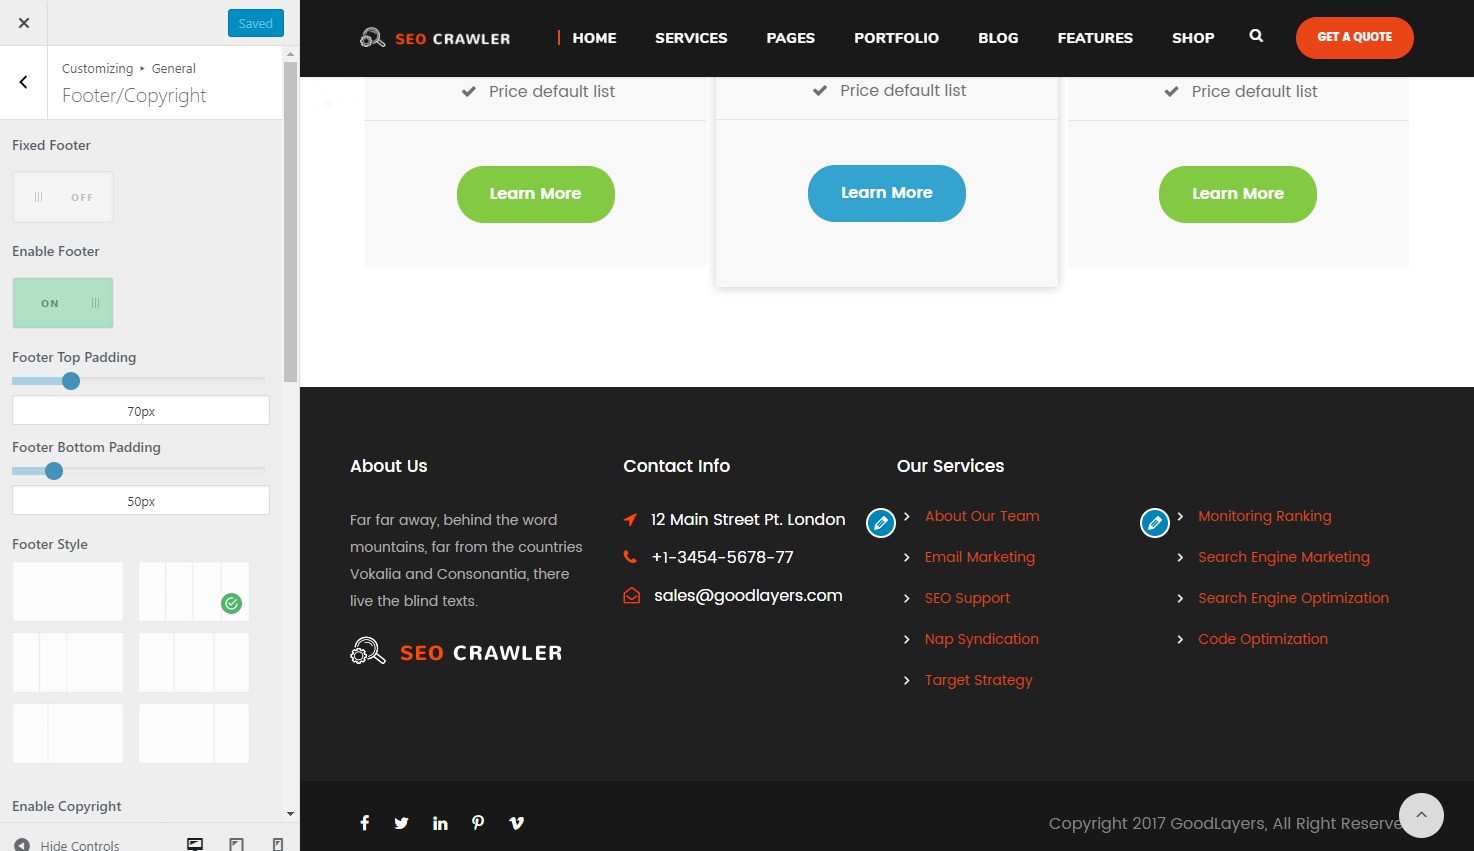 Saved
Customizing ▸ General
Footer/Copyright
Fixed Footer
OFF
Enable Footer
ON
Footer Top Padding
70px
Footer Bottom Padding
50px
Footer Style
Enable Copyright
Hide Controls
SEO CRAWLER
HOME SERVICES PAGES PORTFOLIO BLOG FEATURES SHOP
GET A QUOTE
Price default list
Price default list
Price default list
Learn More
Learn More
Learn More
About Us
Far far away, behind the word
mountains, far from the countries
Vokalia and Consonantia, there
live the blind texts.
SEO CRAWLER
Contact Info
12 Main Street Pt. London
+1-3454-5678-77
sales@goodlayers.com
Our Services
About Our Team
Email Marketing
SEO Support
Nap Syndication
Target Strategy
Monitoring Ranking
Search Engine Marketing
Search Engine Optimization
Code Optimization
Copyright 2017 GoodLayers, All Right Reserve